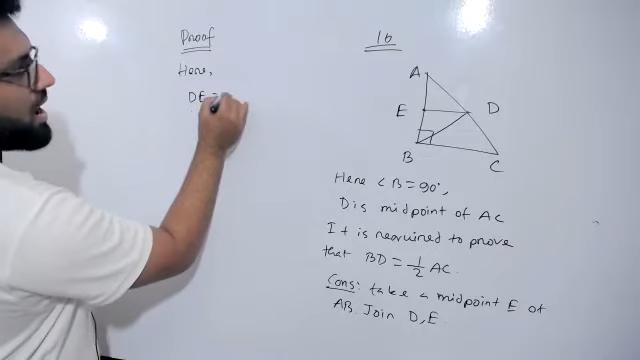 Proof
Here,
DE =
16
A
E D
B
C
Here < B = 90°,
D is midpoint of AC
It is required to prove
that BD = 1/2 AC.
Cons: take a midpoint E of
AB. Join D, E.